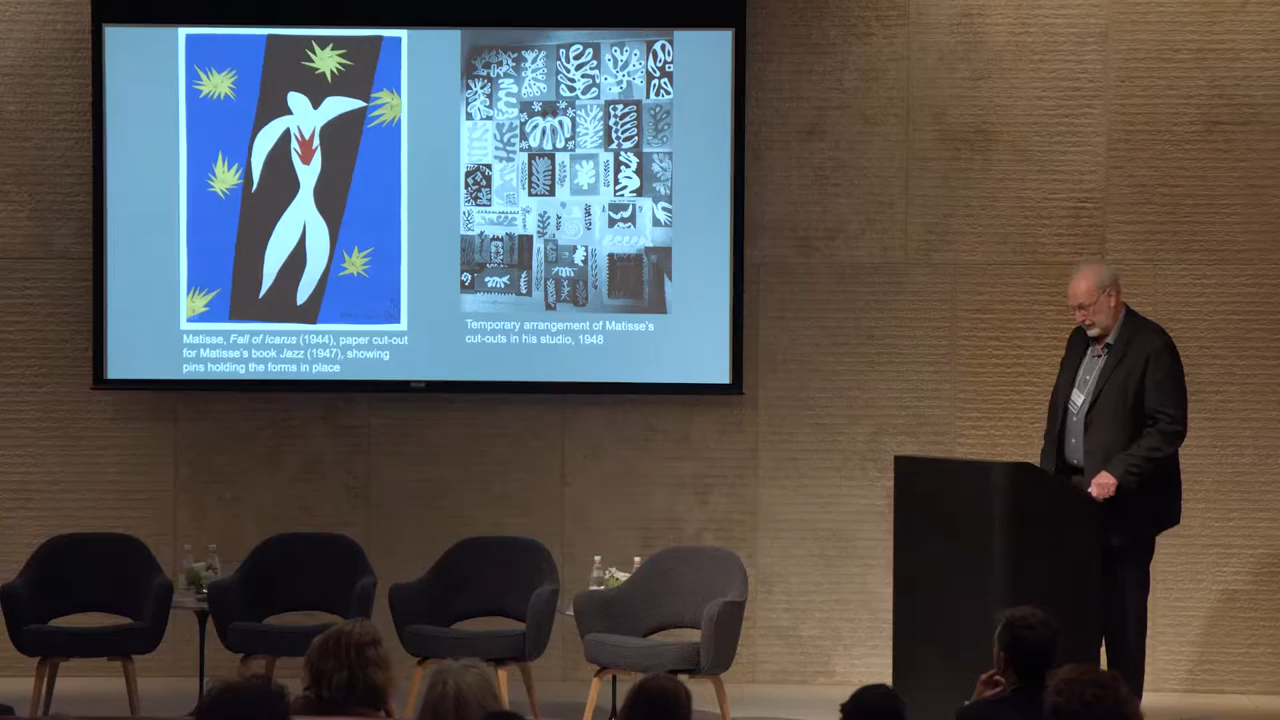 Matisse, Fall of Icarus (1944), paper cut-out
for Matisse's book Jazz (1947), showing
pins holding the forms in place
Temporary arrangement of Matisse's
cut-outs in his studio, 1948